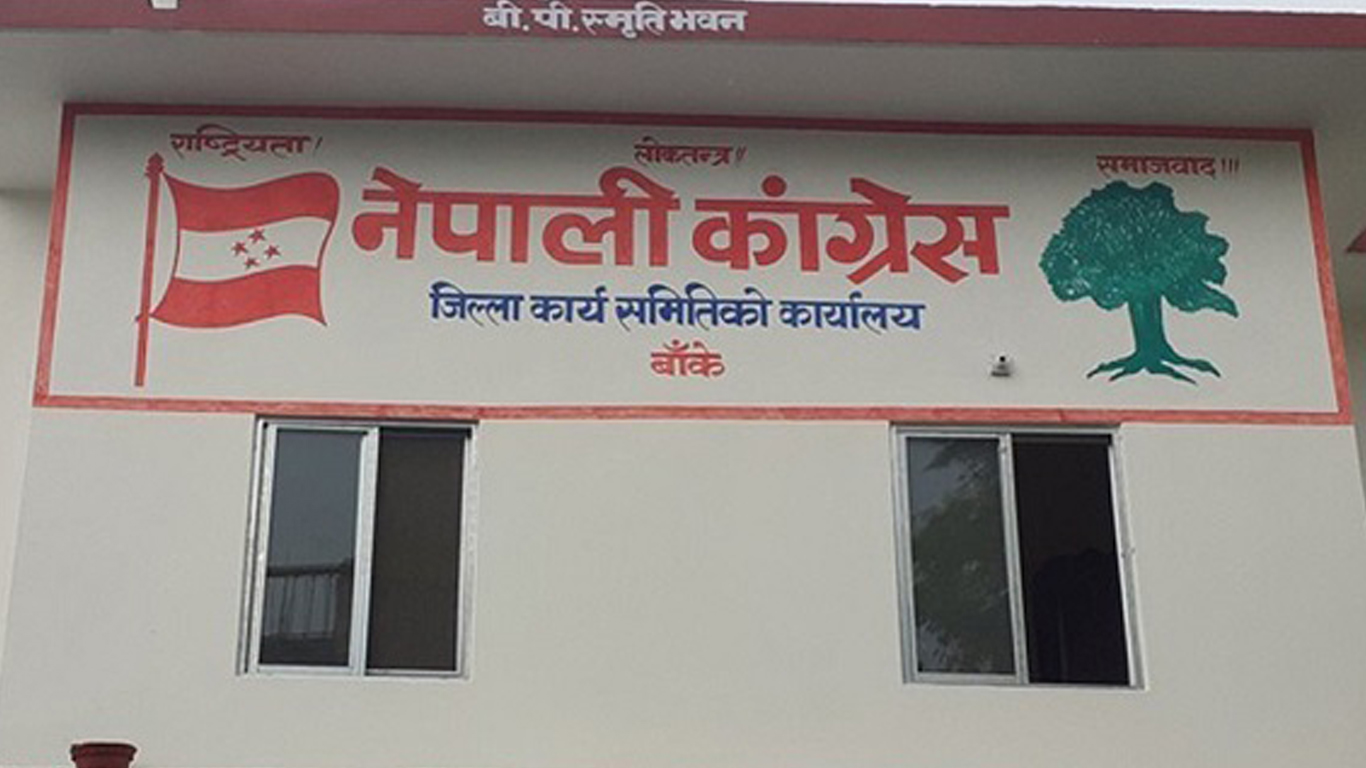 बी.पी.स्मृति भवन
राष्ट्रियता! लोकतन्त्र!! समाजवाद!!!
नेपाली कांग्रेस
जिल्ला कार्य समितिको कार्यालय
बाँके